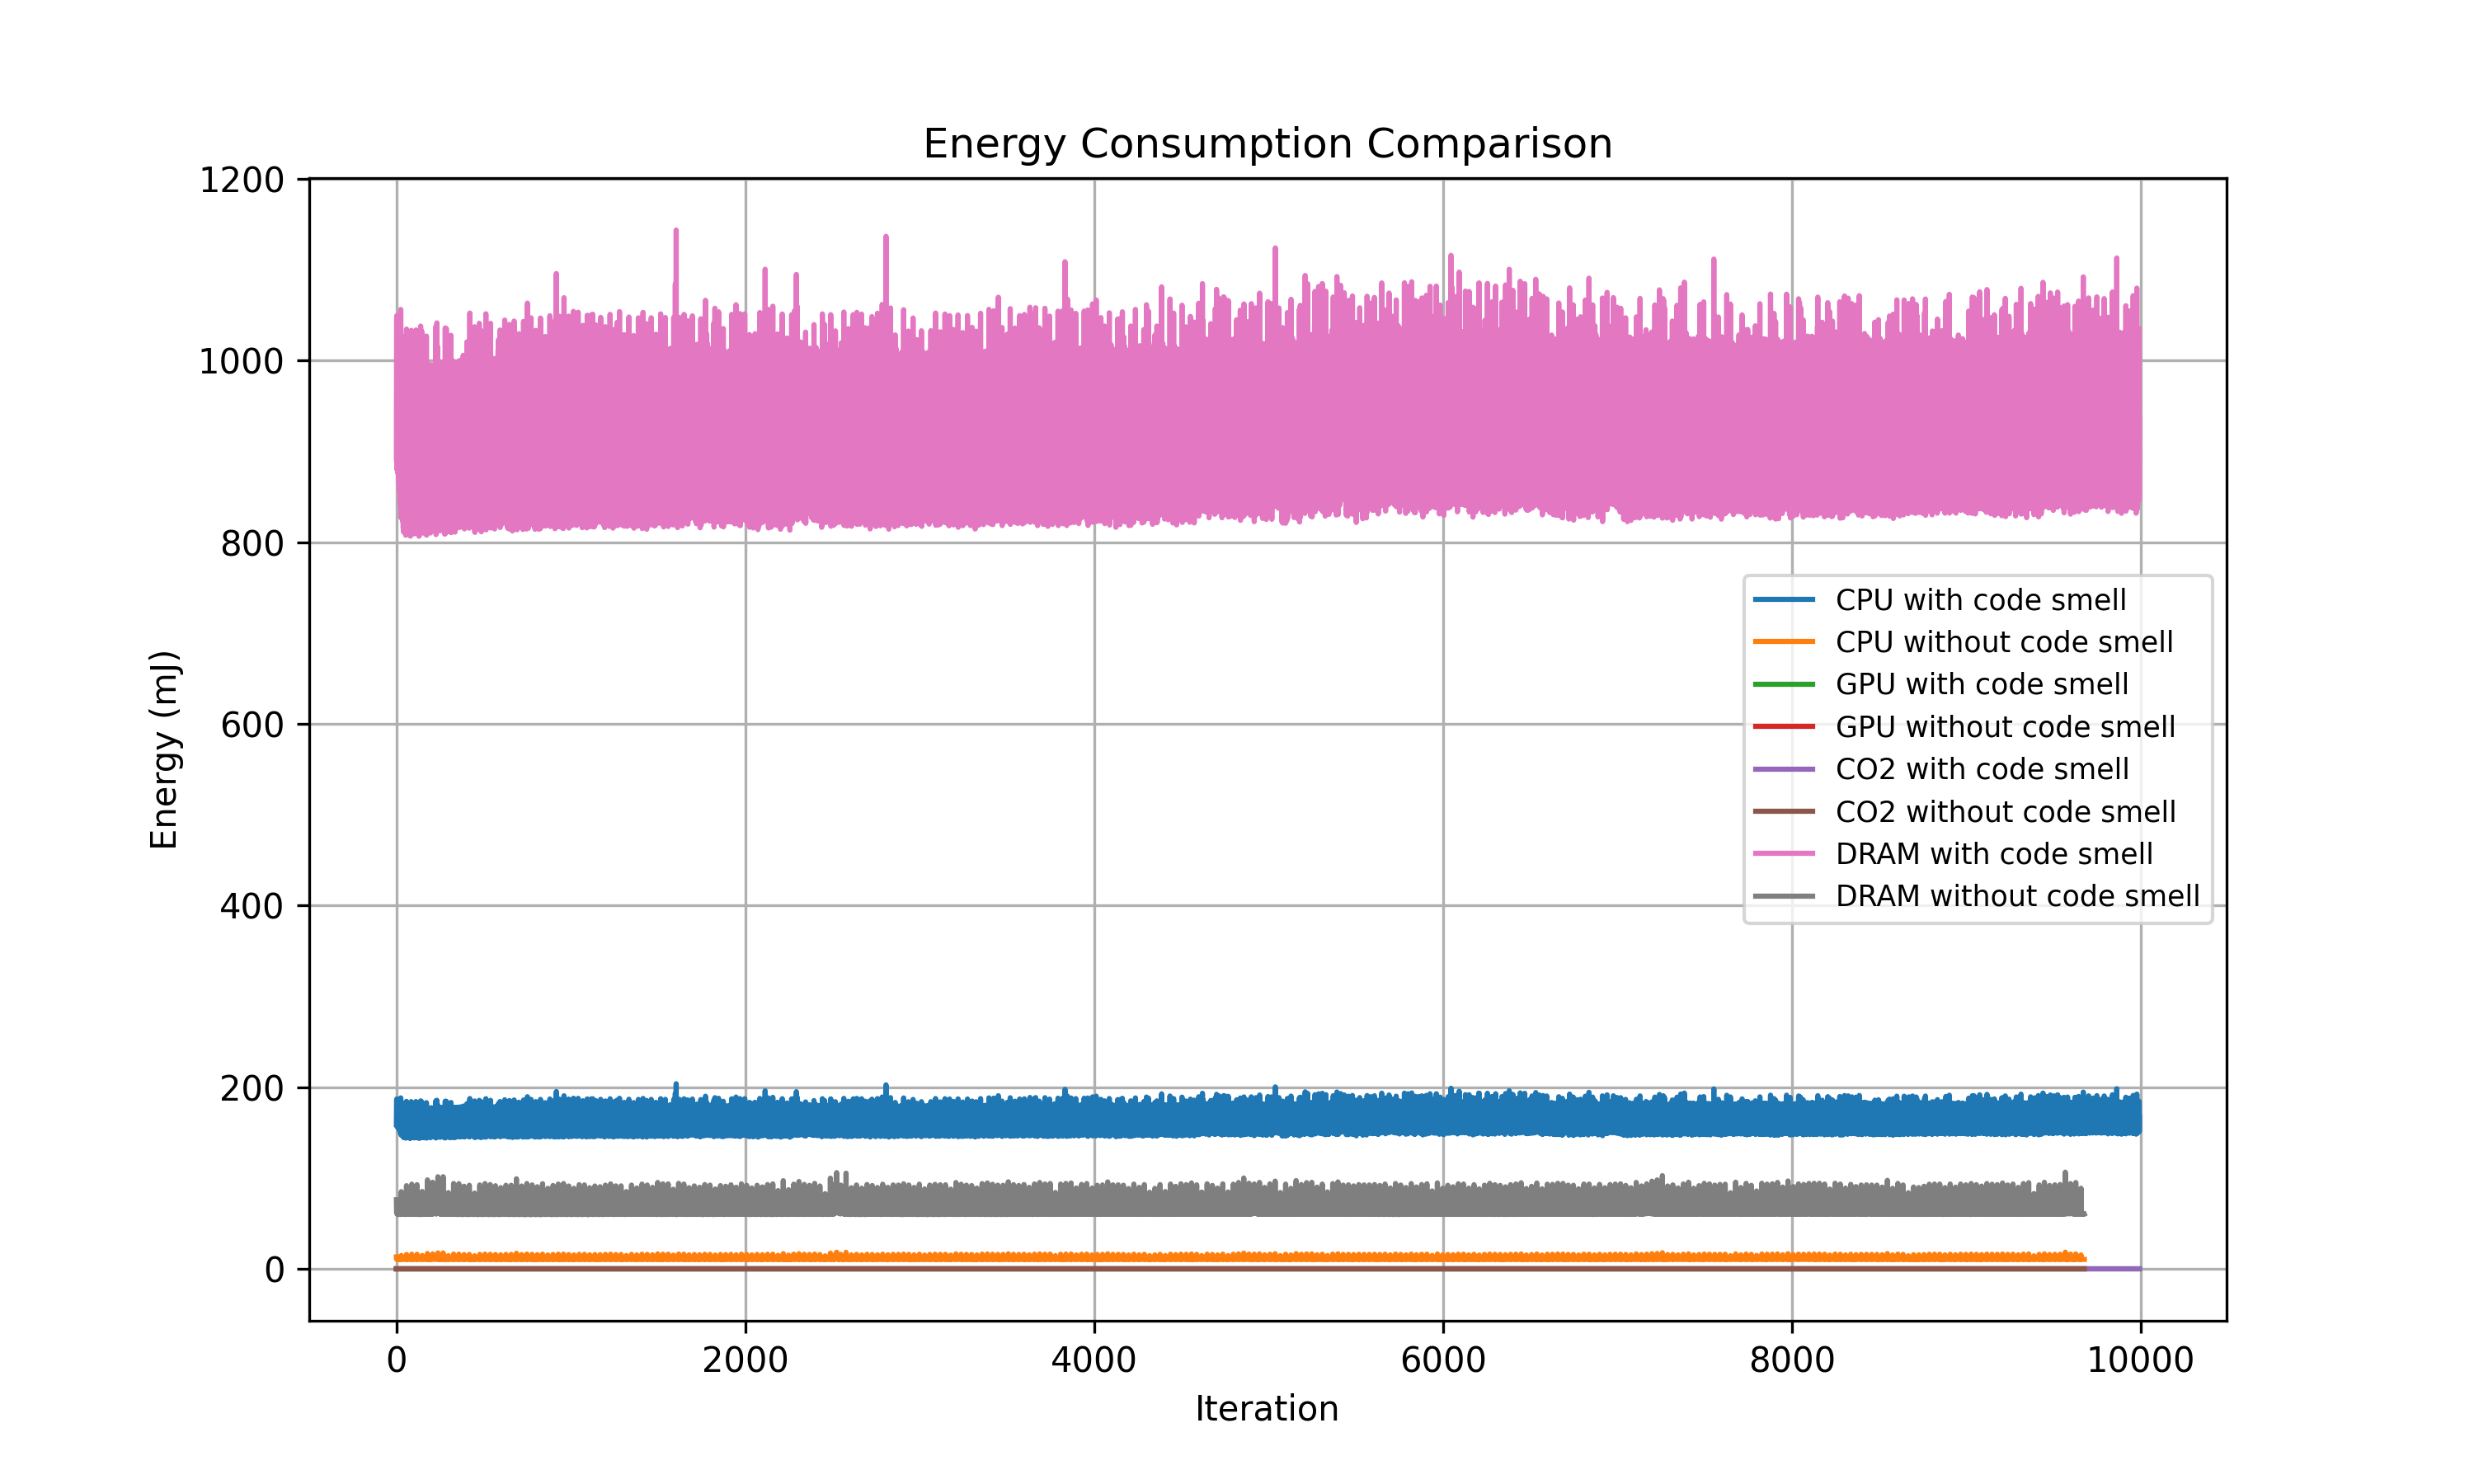 Energy Consumption Comparison
1200
1000
800
600
400
200
0
Energy (mJ)
CPU with code smell
CPU without code smell
GPU with code smell
GPU without code smell
CO2 with code smell
CO2 without code smell
DRAM with code smell
DRAM without code smell
0 2000 4000 6000 8000 10000
Iteration